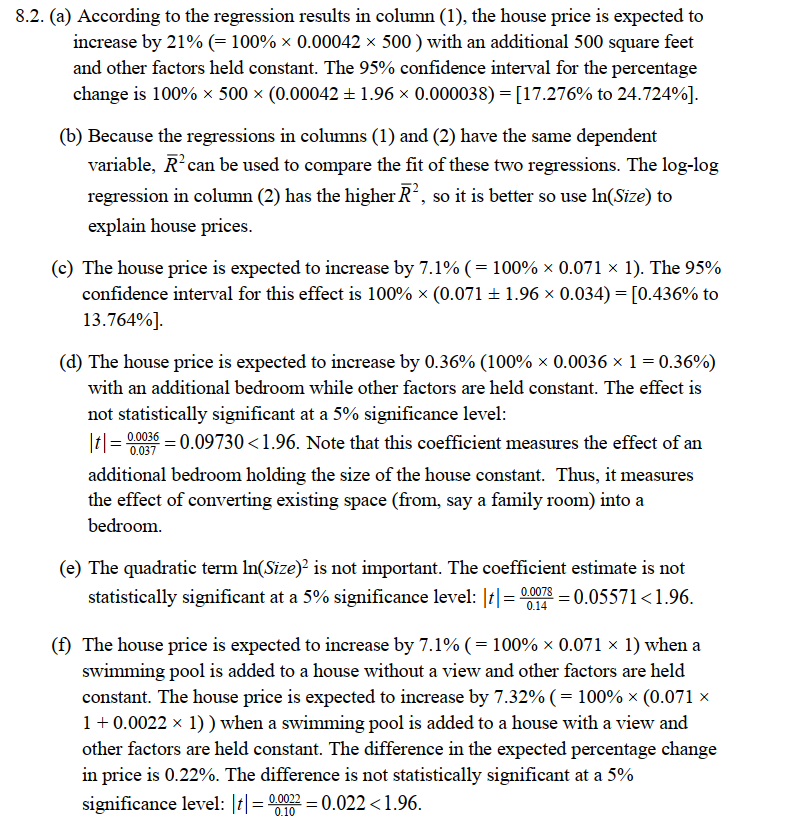 8.2. (a) According to the regression results in column (1), the house price is expected to
increase by 21% (= 100% × 0.00042 × 500 ) with an additional 500 square feet
and other factors held constant. The 95% confidence interval for the percentage
change is 100% × 500 × (0.00042 ± 1.96 × 0.000038) = [17.276% to 24.724%].
(b) Because the regressions in columns (1) and (2) have the same dependent
variable, R̅² can be used to compare the fit of these two regressions. The log-log
regression in column (2) has the higher R̅², so it is better so use ln(Size) to
explain house prices.
(c) The house price is expected to increase by 7.1% ( = 100% × 0.071 × 1). The 95%
confidence interval for this effect is 100% × (0.071 ± 1.96 × 0.034) = [0.436% to
13.764%].
(d) The house price is expected to increase by 0.36% (100% × 0.0036 × 1 = 0.36%)
with an additional bedroom while other factors are held constant. The effect is
not statistically significant at a 5% significance level:
|t| = 0.0036/0.037 = 0.09730 < 1.96. Note that this coefficient measures the effect of an
additional bedroom holding the size of the house constant. Thus, it measures
the effect of converting existing space (from, say a family room) into a
bedroom.
(e) The quadratic term ln(Size)² is not important. The coefficient estimate is not
statistically significant at a 5% significance level: |t| = 0.0078/0.14 = 0.05571 < 1.96.
(f) The house price is expected to increase by 7.1% ( = 100% × 0.071 × 1) when a
swimming pool is added to a house without a view and other factors are held
constant. The house price is expected to increase by 7.32% ( = 100% × (0.071 ×
1 + 0.0022 × 1) ) when a swimming pool is added to a house with a view and
other factors are held constant. The difference in the expected percentage change
in price is 0.22%. The difference is not statistically significant at a 5%
significance level: |t| = 0.0022/0.10 = 0.022 < 1.96.